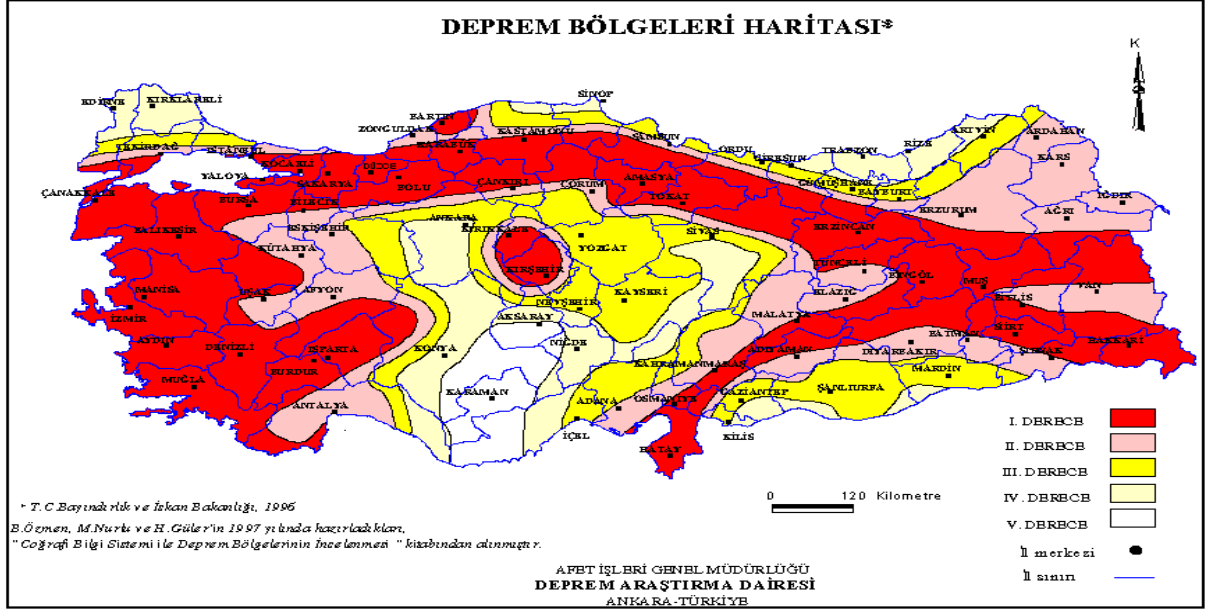 DEPREM BÖLGELERİ HARİTASI*
K
SİNOP
EDİRNE
KIRKLARELİ
BARTIN
ZONGULDAK
KASTAMONU
SAMSUN
ARTVİN
ARDAHAN
TEKİRDAĞ
İSTANBUL
KOCAELİ
DÜZCE
KARABÜK
ORDU
GİRESUN
TRABZON
RİZE
KARS
YALOVA
SAKARYA
BOLU
ÇANKIRI
ÇORUM
AMASYA
TOKAT
GÜMÜŞHANE
BAYBURT
ÇANAKKALE
BURSA
BİLECİK
ERZURUM
AĞRI
IĞDIR
BALIKESİR
ESKİŞEHİR
ANKARA
KIRIKKALE
YOZGAT
SİVAS
ERZİNCAN
KÜTAHYA
KIRŞEHİR
TUNCELİ
BİNGÖL
MUŞ
MANİSA
UŞAK
AFYON
NEVŞEHİR
KAYSERİ
ELAZIĞ
BİTLİS
VAN
İZMİR
AKSARAY
MALATYA
AYDIN
DENİZLİ
ISPARTA
KONYA
NİĞDE
ADIYAMAN
DİYARBAKIR
BATMAN
SİİRT
ŞIRNAK
HAKKARİ
MUĞLA
BURDUR
KAHRAMANMARAŞ
MARDİN
KARAMAN
ADANA
OSMANİYE
GAZİANTEP
ŞANLIURFA
ANTALYA
İÇEL
KİLİS
HATAY
I. DERECE
II. DERECE
III. DERECE
IV. DERECE
V. DERECE
İl merkezi
İl sınırı
0 120 Kilometre
* T.C.Bayındırlık ve İskan Bakanlığı, 1996
B.Özmen, M.Nurlu ve H.Güler'in 1997 yılında hazırladıkları,
" Coğrafi Bilgi Sistemi ile Deprem Bölgelerinin İncelenmesi " kitabından alınmıştır.
AFET İŞLERİ GENEL MÜDÜRLÜĞÜ
DEPREM ARAŞTIRMA DAİRESİ
ANKARA-TÜRKİYE